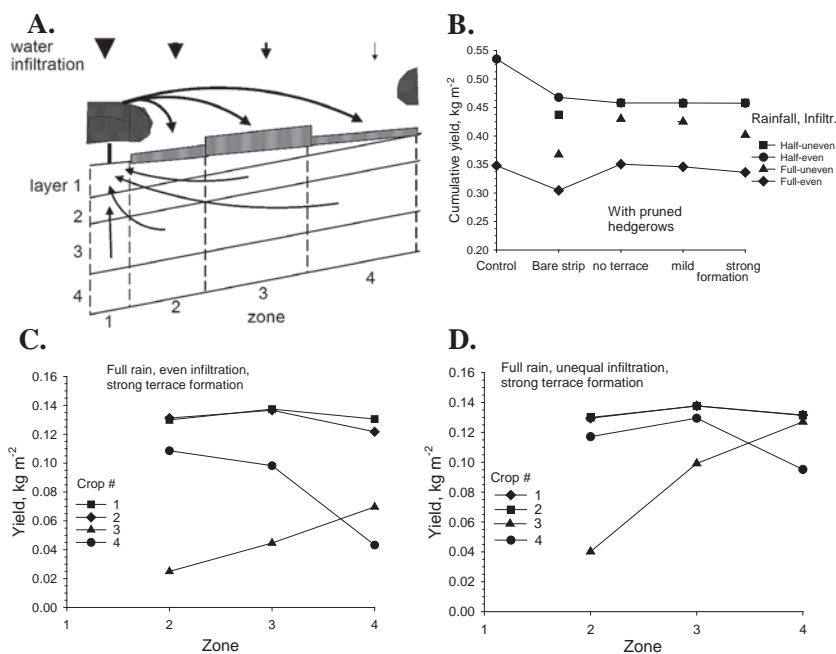 A.
water
infiltration
layer 1
2
3
4
1
2
3
4
zone
B.
Cumulative yield, kg m-2
0.55
0.50
0.45
0.40
0.35
0.30
0.25
0.20
With pruned
hedgerows
Control
Bare strip
no terrace
mild
strong
formation
Rainfall, Infiltr.
Half-uneven
Half-even
Full-uneven
Full-even
C.
Full rain, even infiltration,
strong terrace formation
Yield, kg m-2
0.16
0.14
0.12
0.10
0.08
0.06
0.04
0.02
0.00
Crop #
1
2
3
4
1
2
3
4
Zone
D.
Full rain, unequal infiltration,
strong terrace formation
Yield, kg m-2
0.16
0.14
0.12
0.10
0.08
0.06
0.04
0.02
0.00
Crop #
1
2
3
4
1
2
3
4
Zone